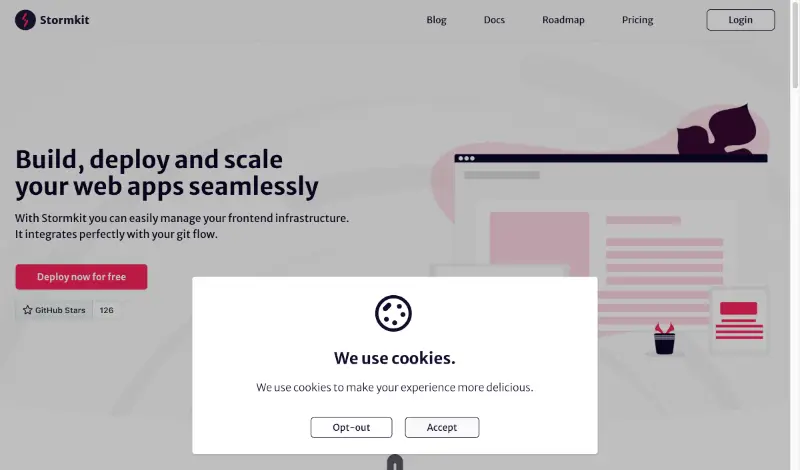 Stormkit
Blog
Docs
Roadmap
Pricing
Login
Build, deploy and scale
your web apps seamlessly
With Stormkit you can easily manage your frontend infrastructure.
It integrates perfectly with your git flow.
Deploy now for free
GitHub Stars
126
We use cookies.
We use cookies to make your experience more delicious.
Opt-out
Accept